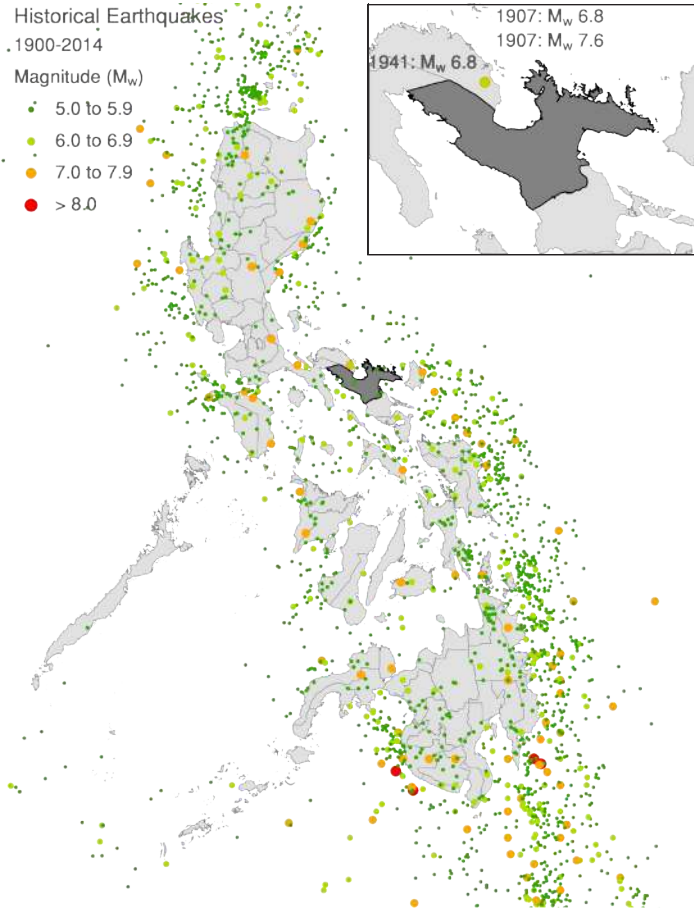 Historical Earthquakes
1900-2014
Magnitude (Mw)
5.0 to 5.9
6.0 to 6.9
7.0 to 7.9
> 8.0
1907: Mw 6.8
1907: Mw 7.6
1941: Mw 6.8